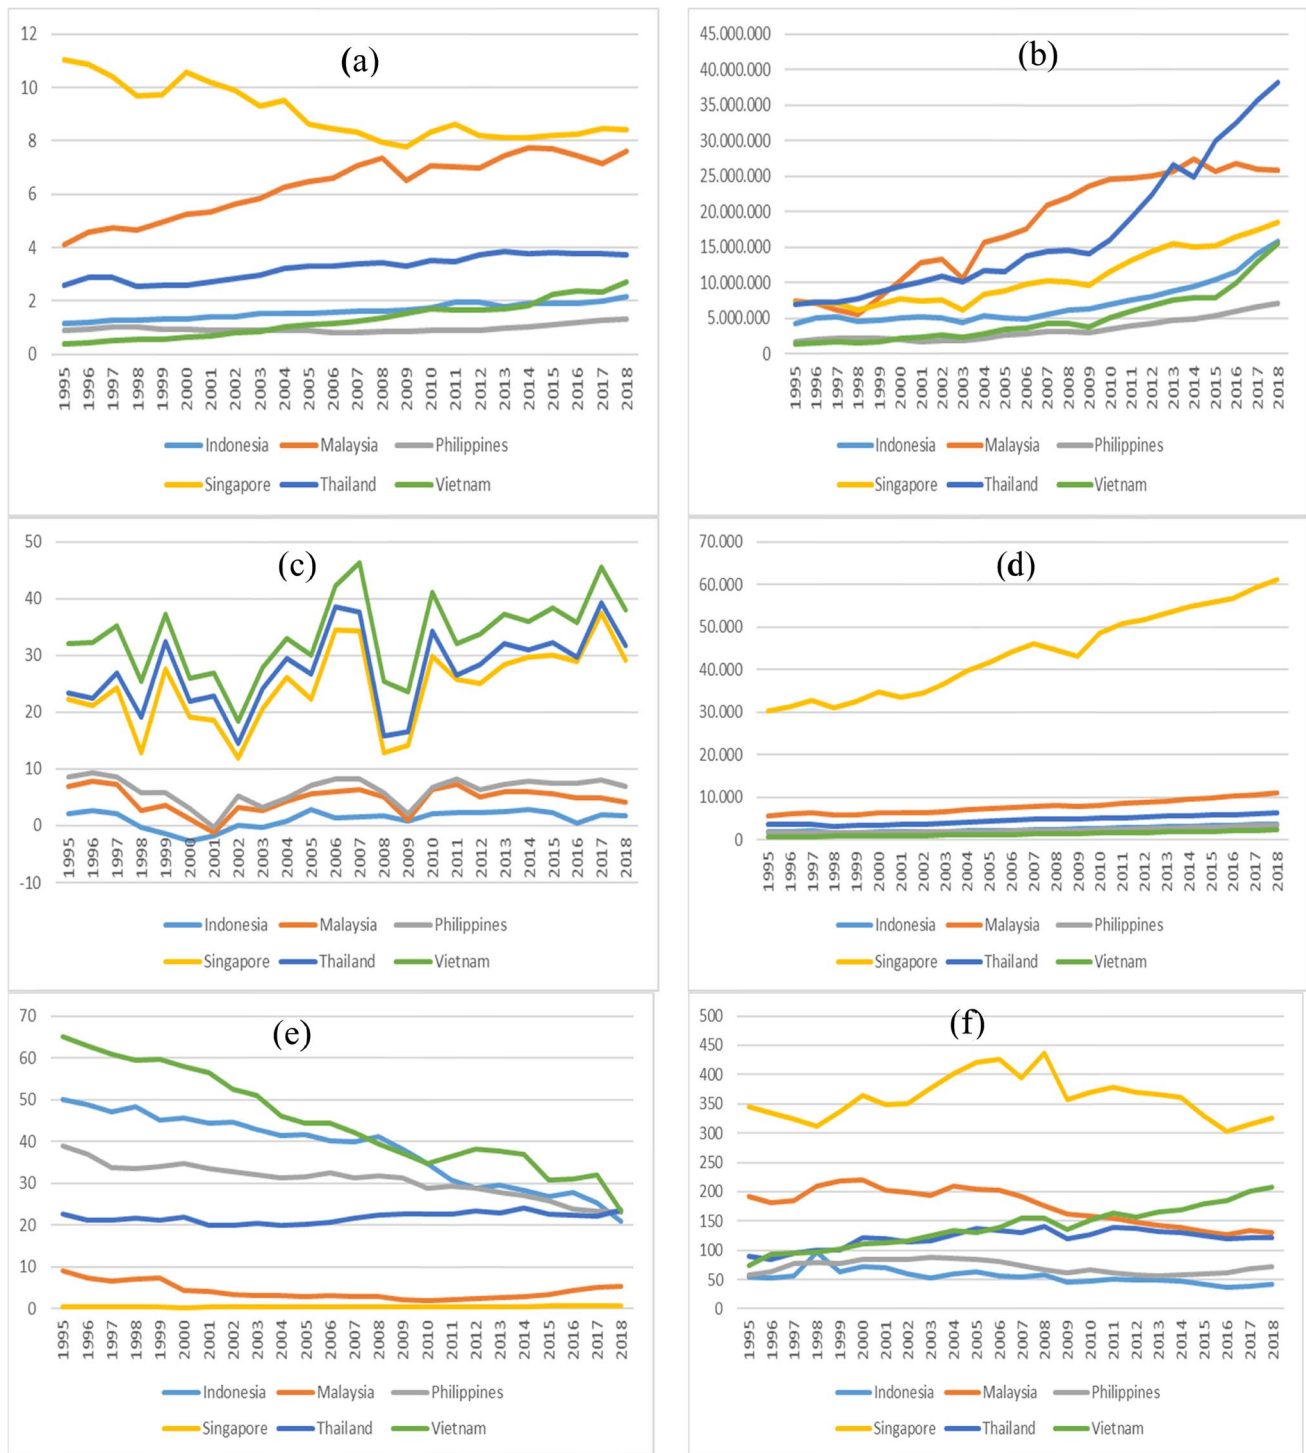 (a)
12
10
8
6
4
2
0
1995 1996 1997 1998 1999 2000 2001 2002 2003 2004 2005 2006 2007 2008 2009 2010 2011 2012 2013 2014 2015 2016 2017 2018
Indonesia Malaysia Philippines
Singapore Thailand Vietnam
(b)
45.000.000
40.000.000
35.000.000
30.000.000
25.000.000
20.000.000
15.000.000
10.000.000
5.000.000
0
1995 1996 1997 1998 1999 2000 2001 2002 2003 2004 2005 2006 2007 2008 2009 2010 2011 2012 2013 2014 2015 2016 2017 2018
Indonesia Malaysia Philippines
Singapore Thailand Vietnam
(c)
50
40
30
20
10
0
-10
1995 1996 1997 1998 1999 2000 2001 2002 2003 2004 2005 2006 2007 2008 2009 2010 2011 2012 2013 2014 2015 2016 2017 2018
Indonesia Malaysia Philippines
Singapore Thailand Vietnam
(d)
70.000
60.000
50.000
40.000
30.000
20.000
10.000
0
1995 1996 1997 1998 1999 2000 2001 2002 2003 2004 2005 2006 2007 2008 2009 2010 2011 2012 2013 2014 2015 2016 2017 2018
Indonesia Malaysia Philippines
Singapore Thailand Vietnam
(e)
70
60
50
40
30
20
10
0
1995 1996 1997 1998 1999 2000 2001 2002 2003 2004 2005 2006 2007 2008 2009 2010 2011 2012 2013 2014 2015 2016 2017 2018
Indonesia Malaysia Philippines
Singapore Thailand Vietnam
(f)
500
450
400
350
300
250
200
150
100
50
0
1995 1996 1997 1998 1999 2000 2001 2002 2003 2004 2005 2006 2007 2008 2009 2010 2011 2012 2013 2014 2015 2016 2017 2018
Indonesia Malaysia Philippines
Singapore Thailand Vietnam